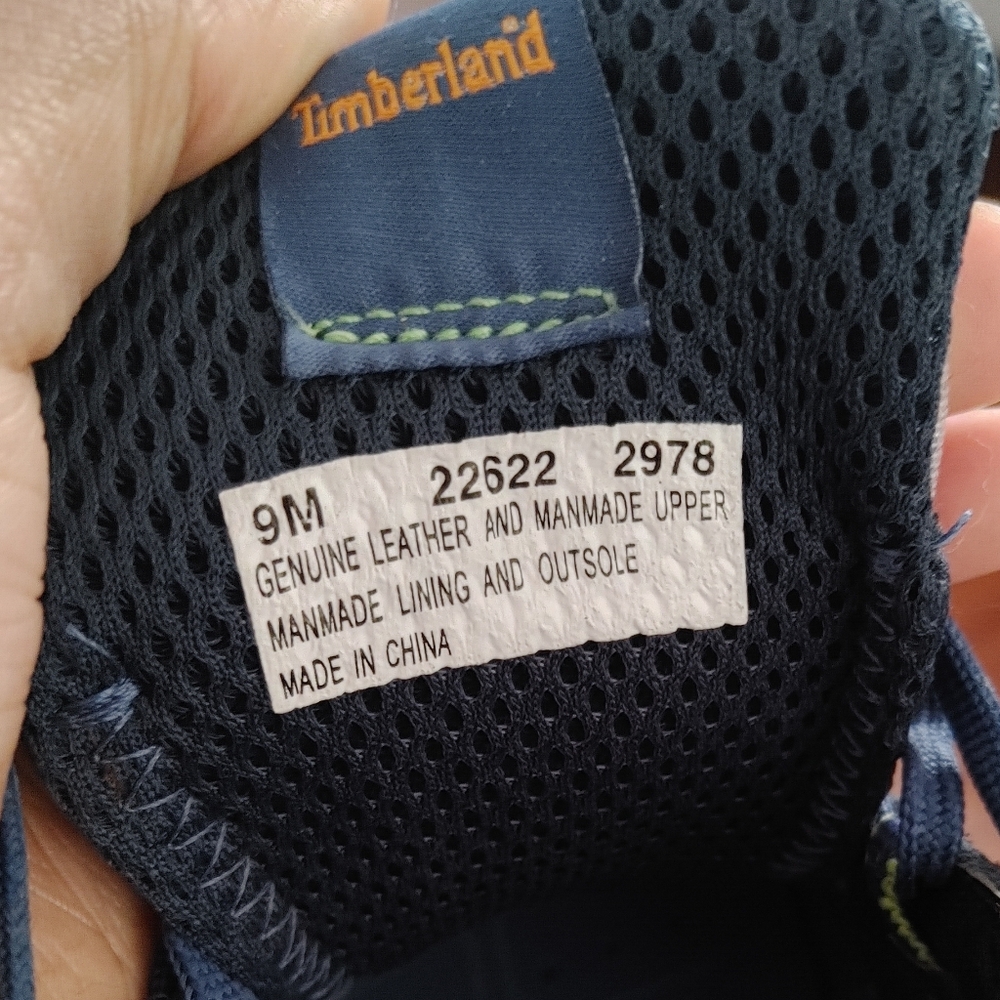 Timberland®
9M 22622 2978
GENUINE LEATHER AND MANMADE UPPER
MANMADE LINING AND OUTSOLE
MADE IN CHINA